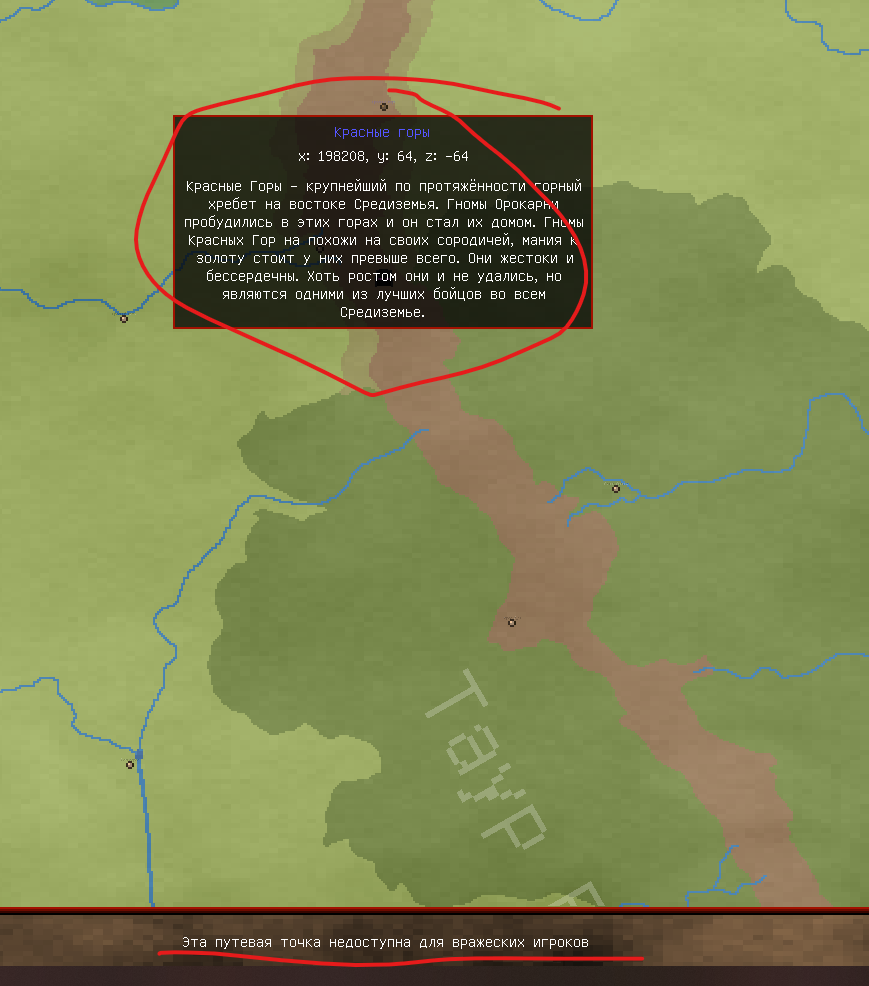 Красные горы
x: 198208, y: 64, z: -64
Красные Горы - крупнейший по протяжённости горный
хребет на востоке Средиземья. Гномы Орокарни
пробудились в этих горах и он стал их домом. Гномы
Красных Гор на похожи на своих сородичей, мания к
золоту стоит у них превыше всего. Они жестоки и
бессердечны. Хоть ростом они и не удались, но
являются одними из лучших бойцов во всем
Средиземье.
Таур
Эта путевая точка недоступна для вражеских игроков